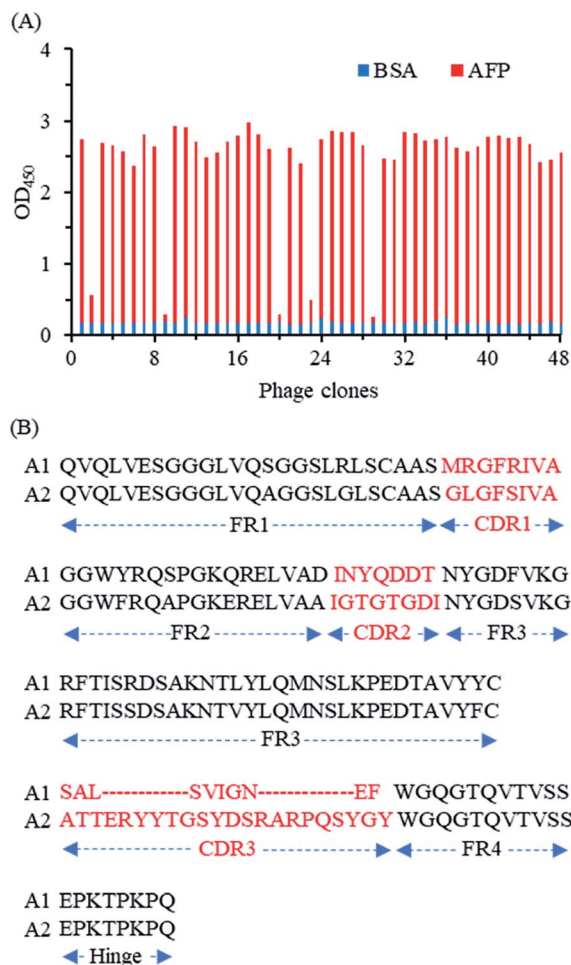 (A)
BSA AFP
4
3
2
1
0
OD450
0 8 16 24 32 40 48
Phage clones
(B)
A1 QVQLVESGGGLVQSGGSLRLSCAAS MRGFRIVA
A2 QVQLVESGGGLVQAGGSLGLSCAAS GLGFSIVA
FR1 CDR1
A1 GGWYRQSPGKQRELVAD INYQDDT NYGDFVKG
A2 GGWFRQAPGKERELVAA IGTGTGDI NYGDSVKG
FR2 CDR2 FR3
A1 RFTISRDSAKNTLYLQMNSLKPEDTAVYYC
A2 RFTISSDSAKNTVYLQMNSLKPEDTAVYFC
FR3
A1 SAL------------SVIGN-------------EF WGQGTQVTVSS
A2 ATTERYYTGSYDSRARPQSYGY WGQGTQVTVSS
CDR3 FR4
A1 EPKTPKPQ
A2 EPKTPKPQ
Hinge